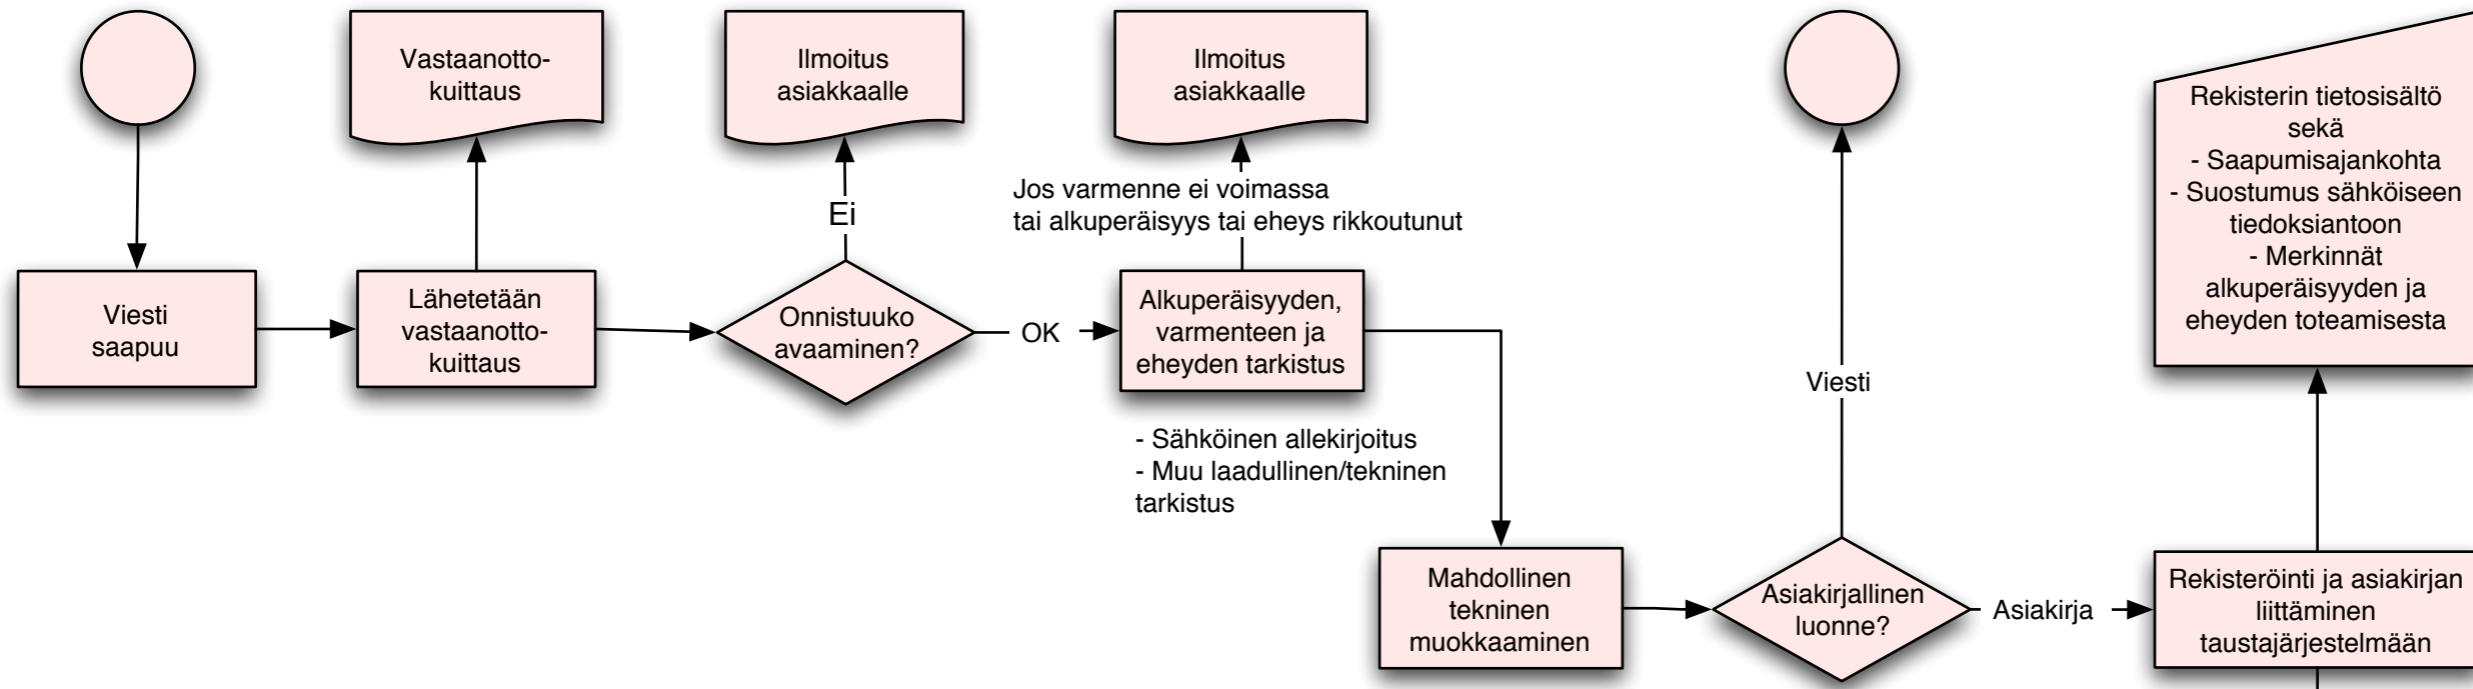 Vastaanotto-
kuittaus
Ilmoitus
asiakkaalle
Ilmoitus
asiakkaalle
Rekisterin tietosisältö
sekä
- Saapumisajankohta
- Suostumus sähköiseen
tiedoksiantoon
- Merkinnät
alkuperäisyyden ja
eheyden toteamisesta
Jos varmenne ei voimassa
tai alkuperäisyys tai eheys rikkoutunut
Ei
Viesti
saapuu
Lähetetään
vastaanotto-
kuittaus
Onnistuuko
avaaminen?
OK
Alkuperäisyyden,
varmenteen ja
eheyden tarkistus
Viesti
- Sähköinen allekirjoitus
- Muu laadullinen/tekninen
tarkistus
Mahdollinen
tekninen
muokkaaminen
Asiakirjallinen
luonne?
Asiakirja
Rekisteröinti ja asiakirjan
liittäminen
taustajärjestelmään